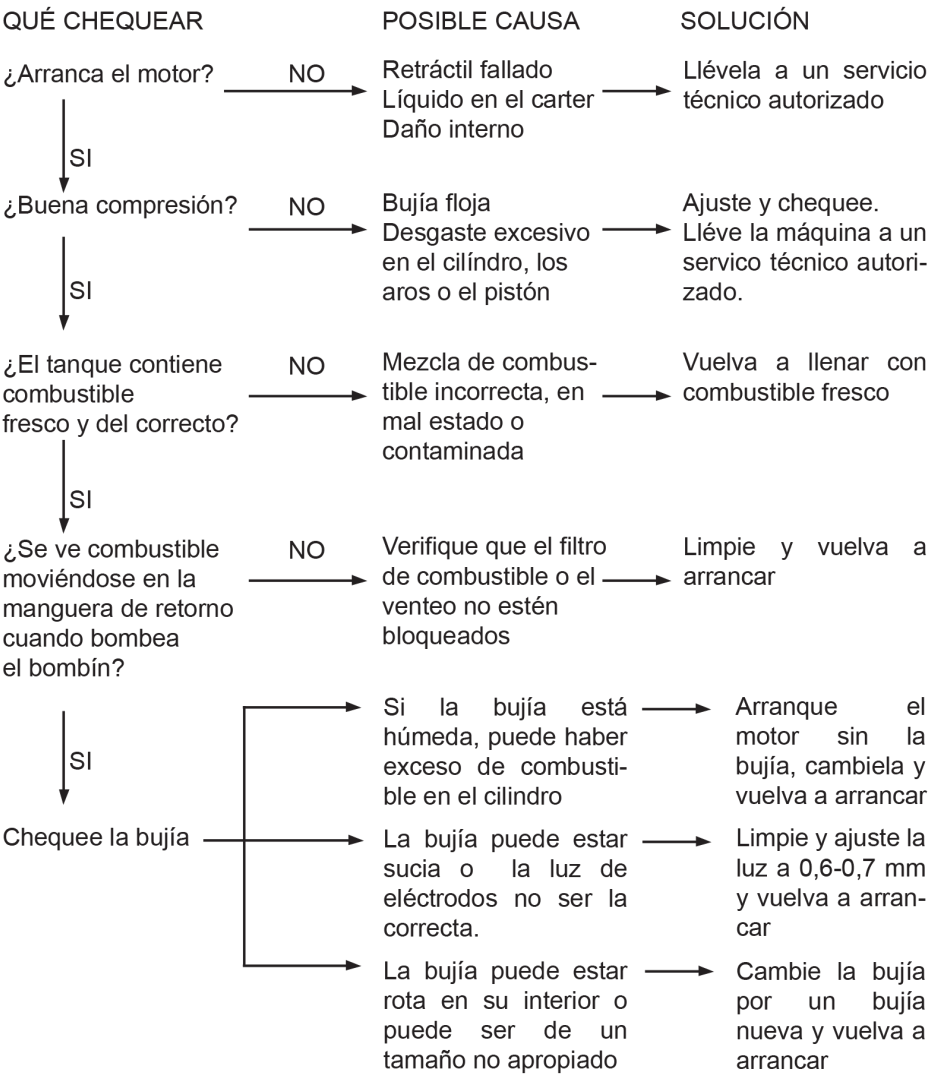 QUÉ CHEQUEAR
POSIBLE CAUSA
SOLUCIÓN
¿Arranca el motor?
NO
Retráctil fallado
Líquido en el carter
Daño interno
Llévela a un servicio
técnico autorizado
SI
¿Buena compresión?
NO
Bujía floja
Desgaste excesivo
en el cilíndro, los
aros o el pistón
Ajuste y chequee.
Lléve la máquina a un
servico técnico autori-
zado.
SI
¿El tanque contiene
combustible
fresco y del correcto?
NO
Mezcla de combus-
tible incorrecta, en
mal estado o
contaminada
Vuelva a llenar con
combustible fresco
SI
¿Se ve combustible
moviéndose en la
manguera de retorno
cuando bombea
el bombín?
NO
Verifique que el filtro
de combustible o el
venteo no estén
bloqueados
Limpie y vuelva a
arrancar
SI
Chequee la bujía
Si la bujía está
húmeda, puede haber
exceso de combusti-
ble en el cilindro
Arranque el
motor sin la
bujía, cambiela y
vuelva a arrancar
La bujía puede estar
sucia o la luz de
eléctrodos no ser la
correcta.
Limpie y ajuste la
luz a 0,6-0,7 mm
y vuelva a arran-
car
La bujía puede estar
rota en su interior o
puede ser de un
tamaño no apropiado
Cambie la bujía
por un bujía
nueva y vuelva a
arrancar